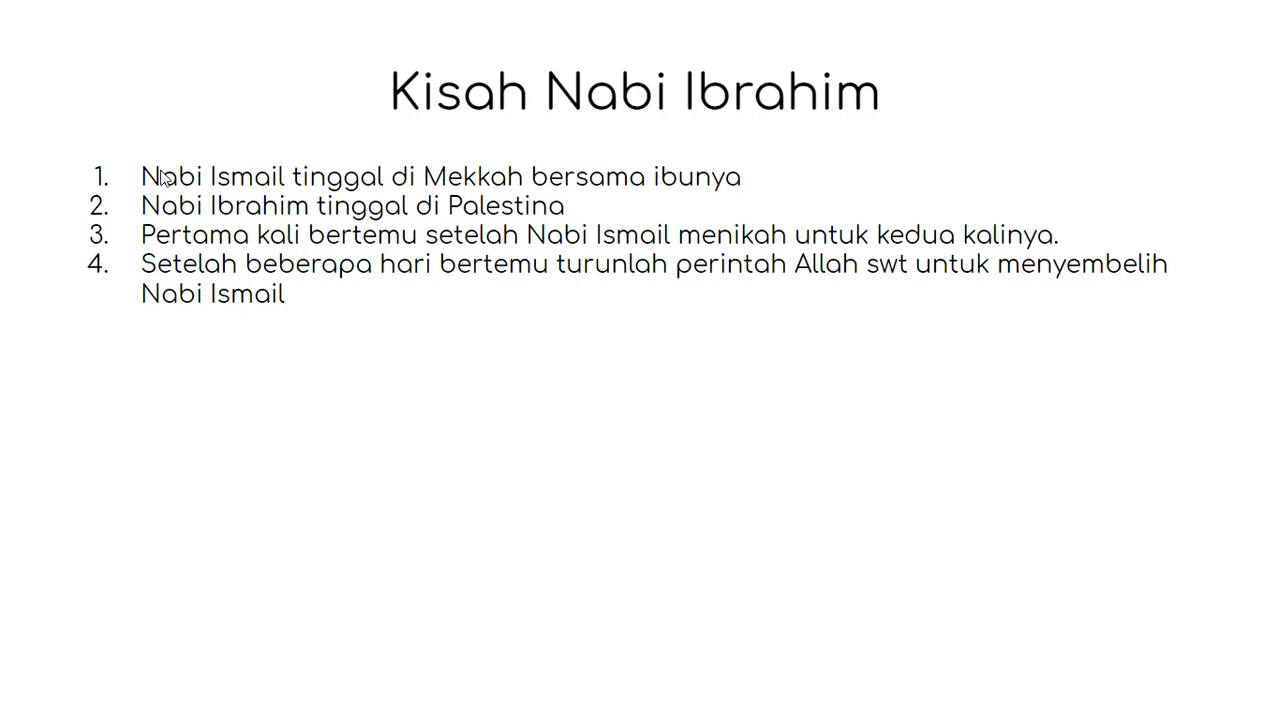 Kisah Nabi Ibrahim
1. Nabi Ismail tinggal di Mekkah bersama ibunya
2. Nabi Ibrahim tinggal di Palestina
3. Pertama kali bertemu setelah Nabi Ismail menikah untuk kedua kalinya.
4. Setelah beberapa hari bertemu turunlah perintah Allah swt untuk menyembelih
Nabi Ismail